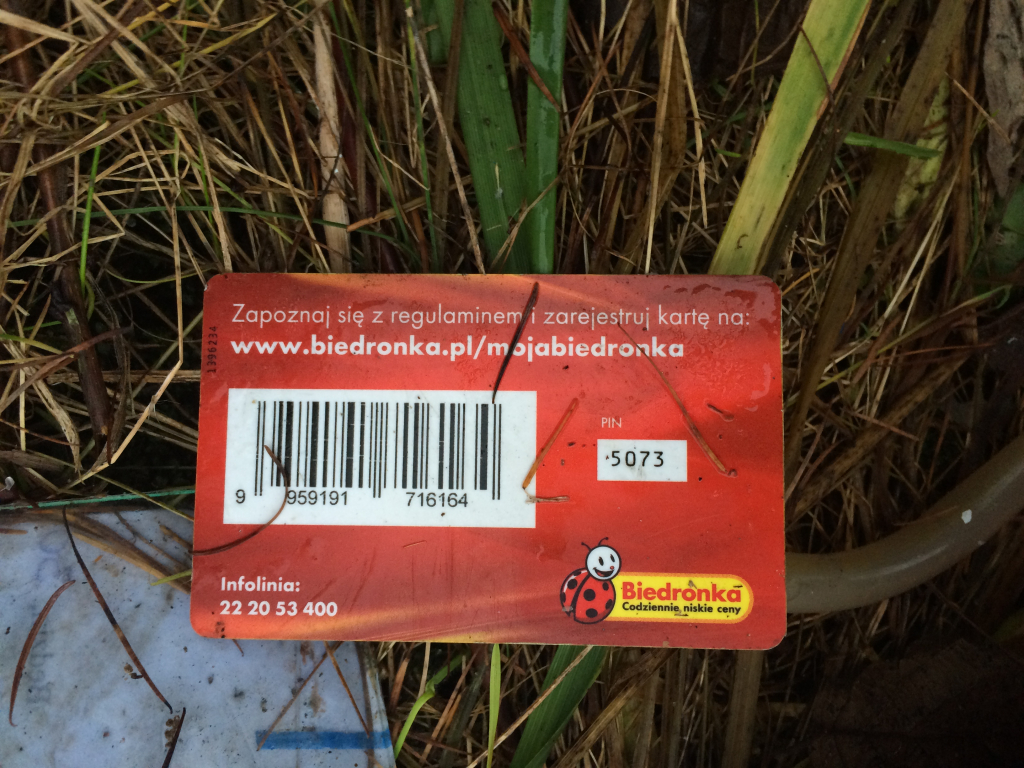 Zapoznaj się z regulaminem i zarejestruj kartę na:
www.biedronka.pl/mojabiedronka
1396234
PIN
5073
9 959191 716164
Infolinia:
22 20 53 400
Biedronka
Codziennie niskie ceny